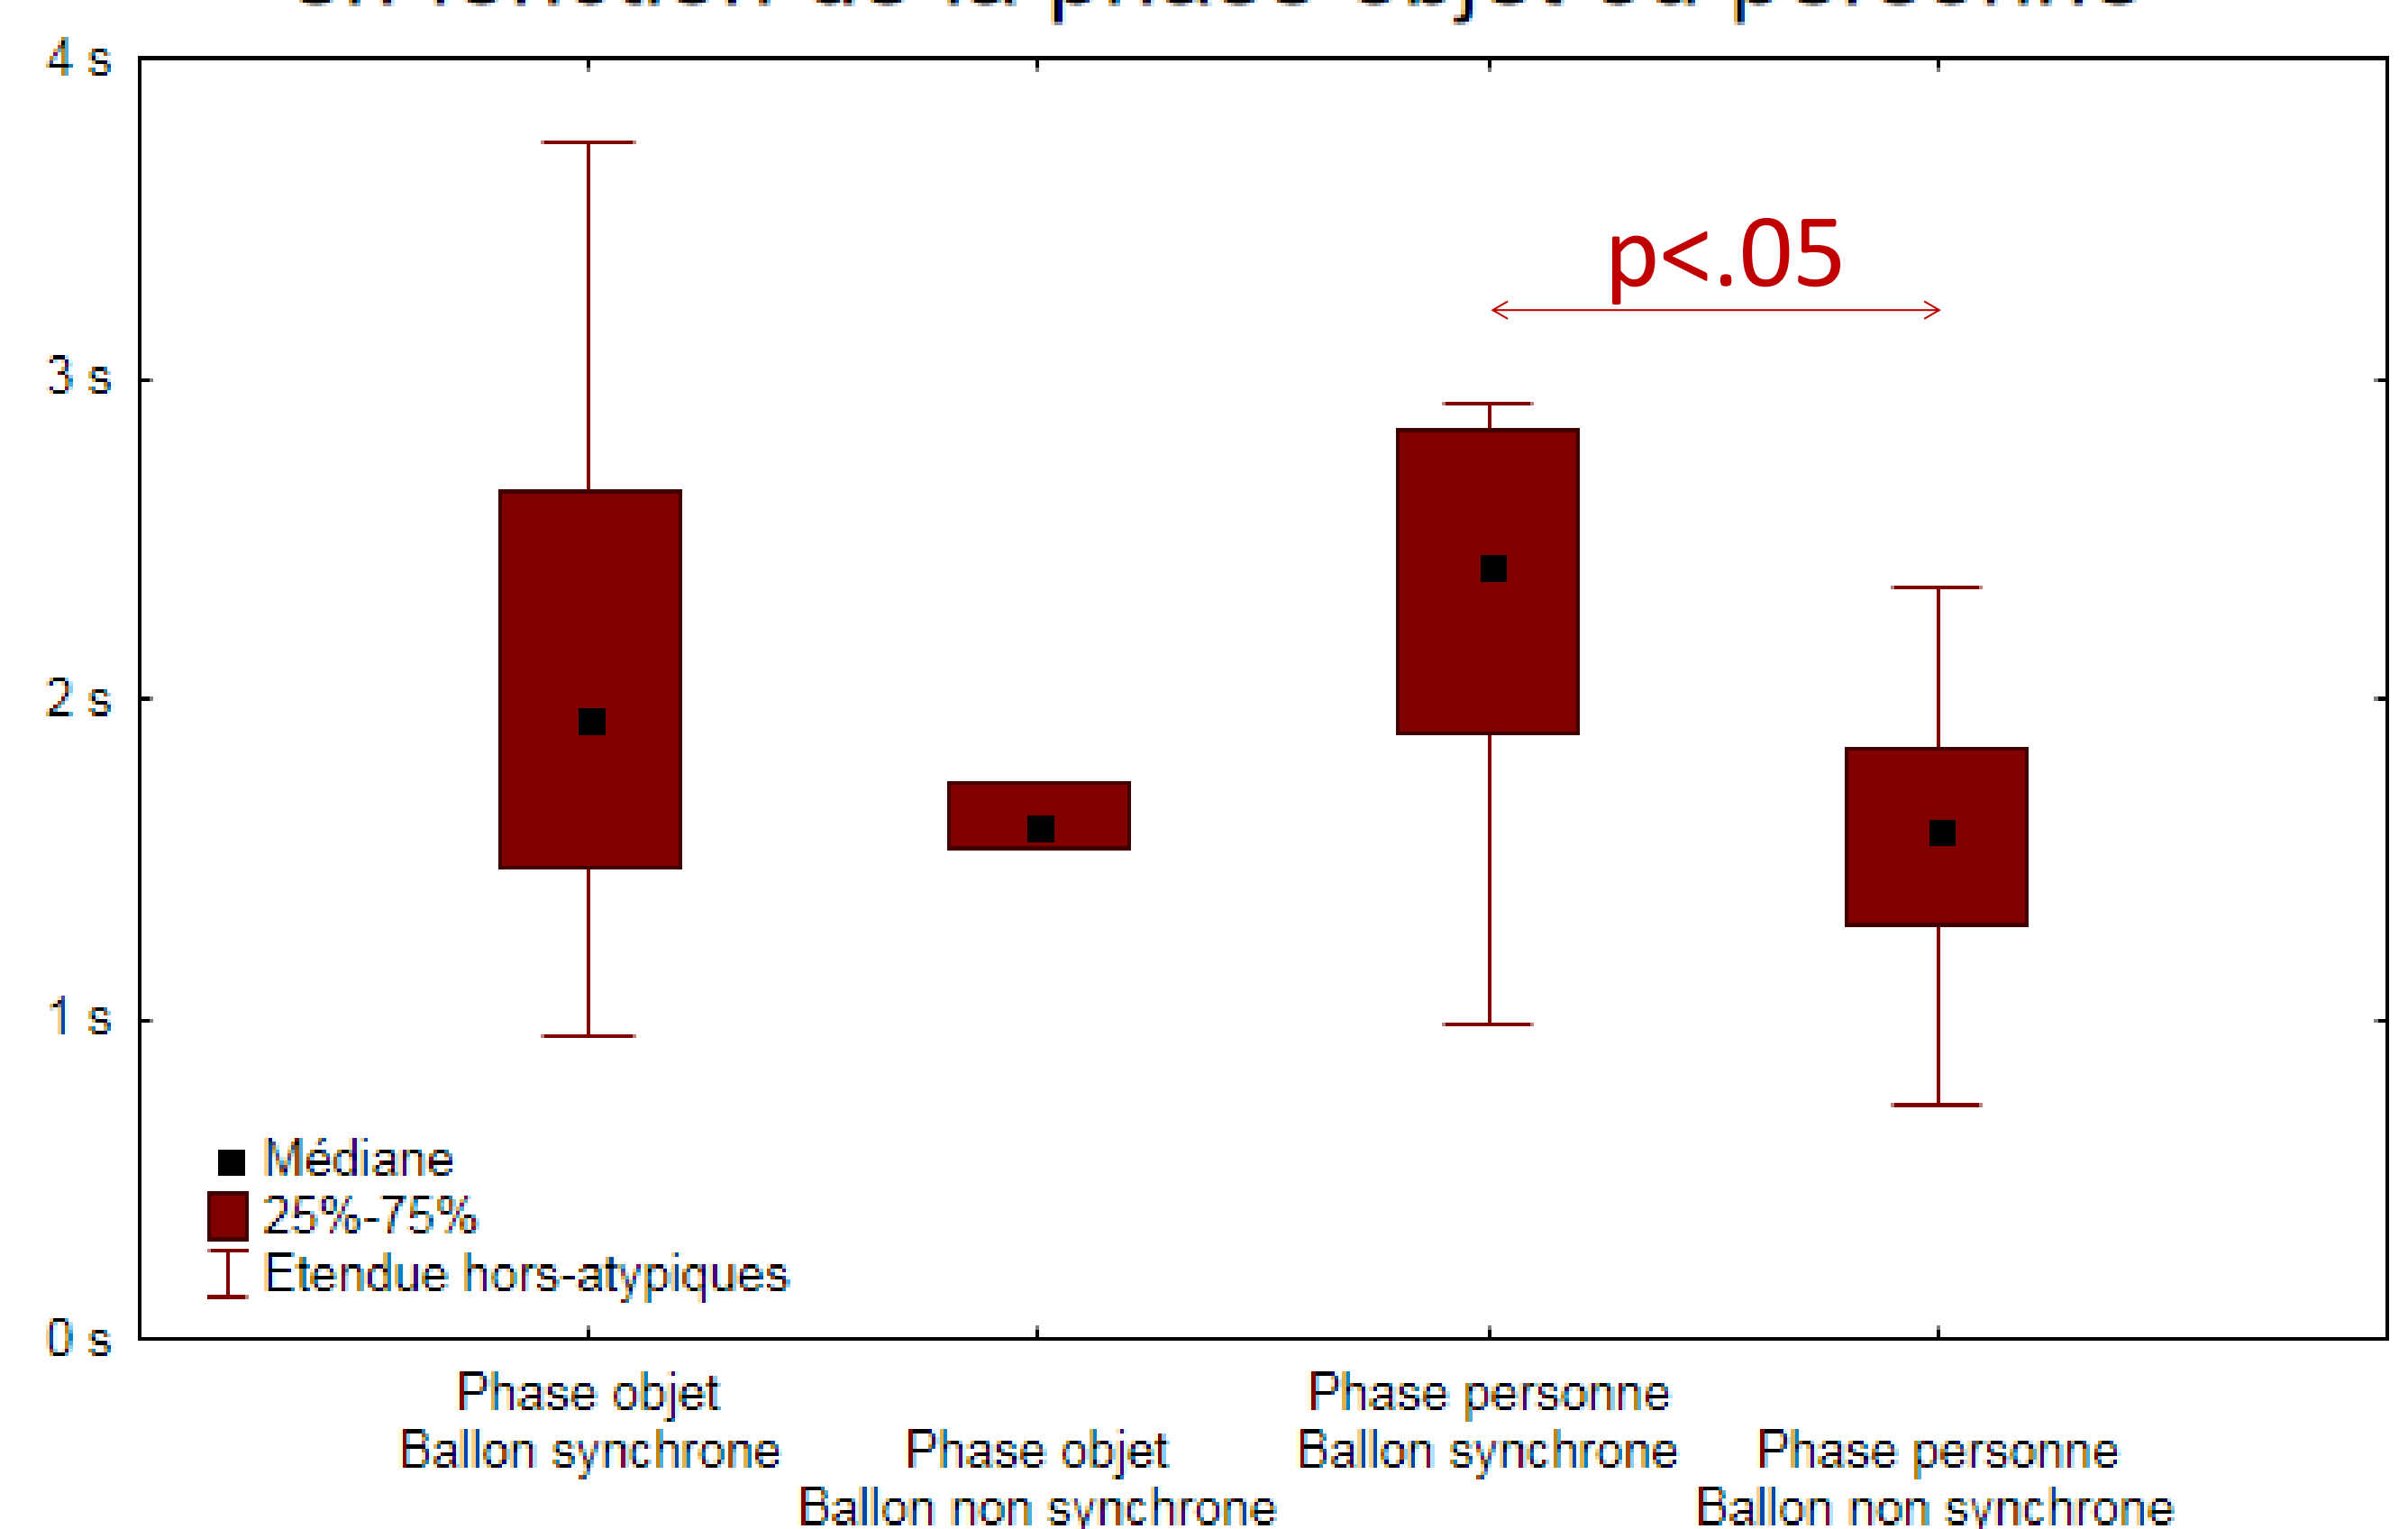 4 s
p<.05
3 s
2 s
1 s
Médiane
25%-75%
Etendue hors-atypiques
0 s
Phase objet
Ballon synchrone
Phase objet
Ballon non synchrone
Phase personne
Ballon synchrone
Phase personne
Ballon non synchrone